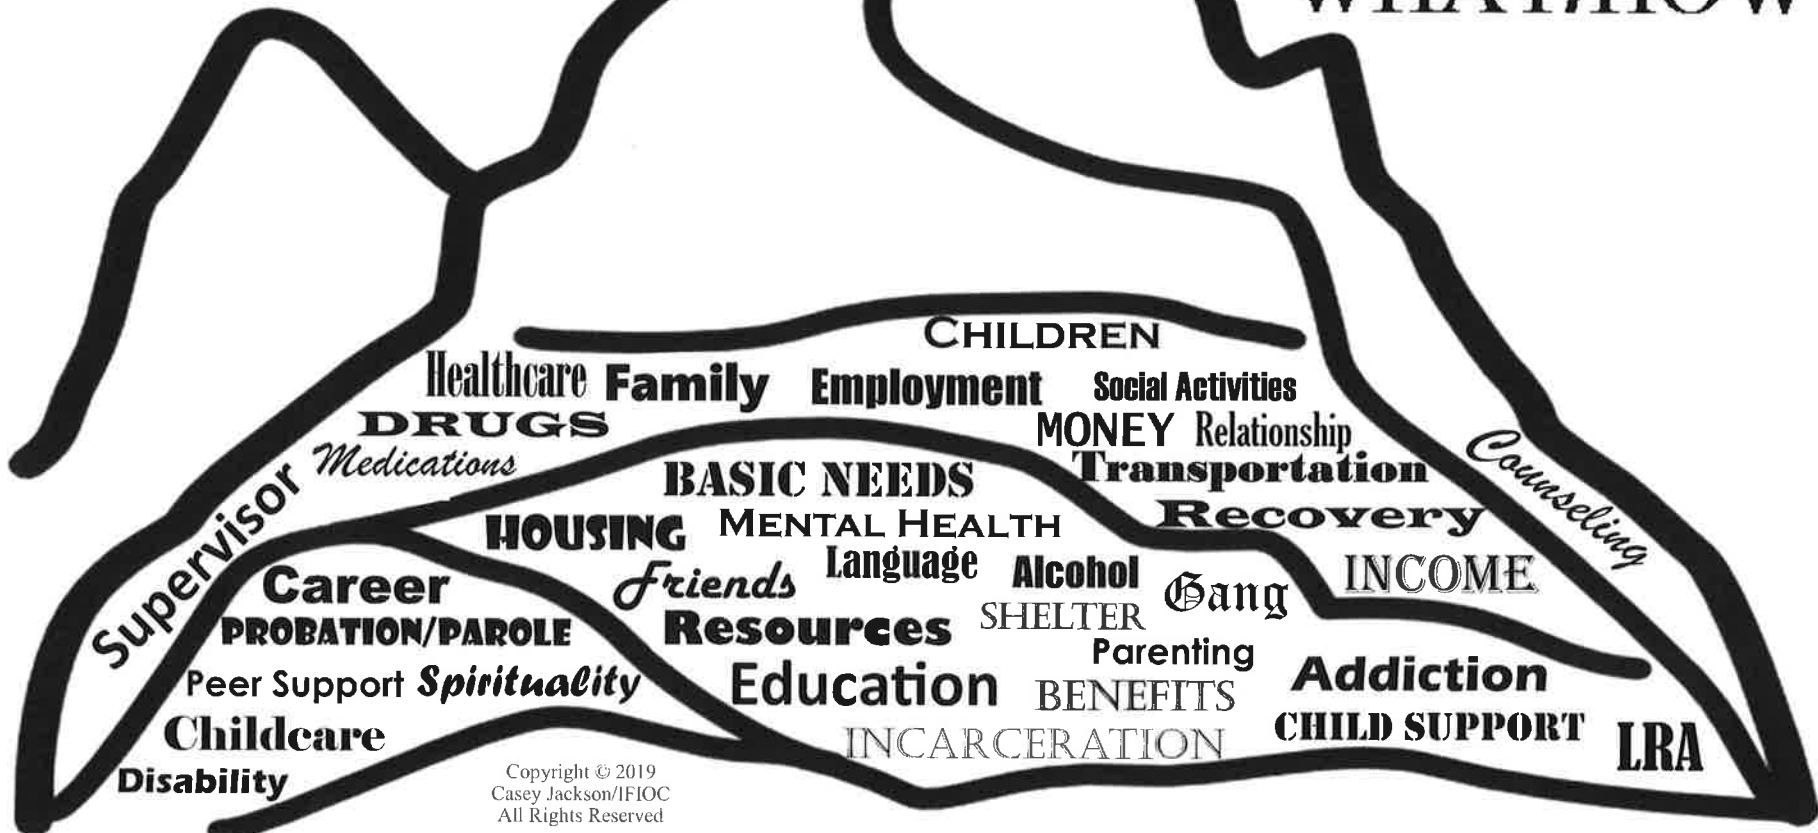 WHAT/HOW
CHILDREN
Healthcare Family Employment Social Activities
DRUGS MONEY Relationship
Medications Transportation
BASIC NEEDS
Supervisor
Counseling
HOUSING MENTAL HEALTH Recovery
Career Friends Language Alcohol Gang INCOME
PROBATION/PAROLE Resources SHELTER
Peer Support Spirituality Education Parenting Addiction
BENEFITS
Childcare INCARCERATION CHILD SUPPORT LRA
Disability
Copyright © 2019
Casey Jackson/IFIOC
All Rights Reserved